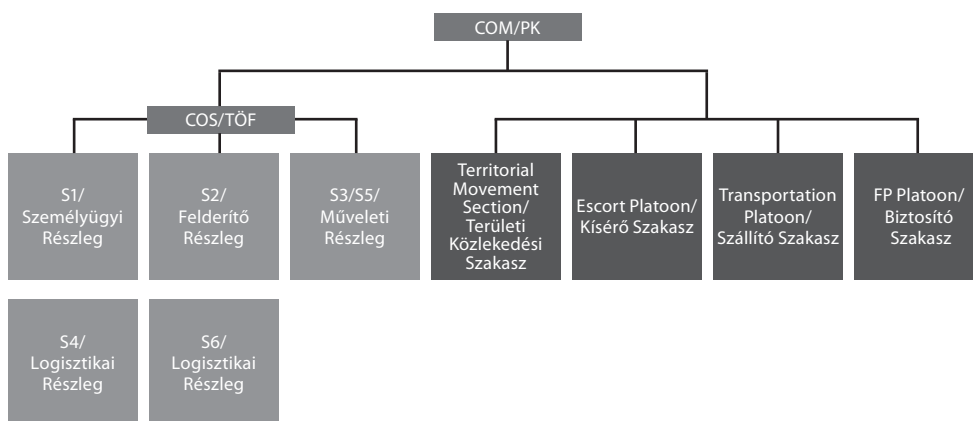 COM/PK
COS/TÖF
S1/
Személyügyi
Részleg
S2/
Felderítő
Részleg
S3/S5/
Műveleti
Részleg
Territorial
Movement
Section/
Területi
Közlekedési
Szakasz
Escort Platoon/
Kísérő Szakasz
Transportation
Platoon/
Szállító Szakasz
FP Platoon/
Biztosító
Szakasz
S4/
Logisztikai
Részleg
S6/
Logisztikai
Részleg